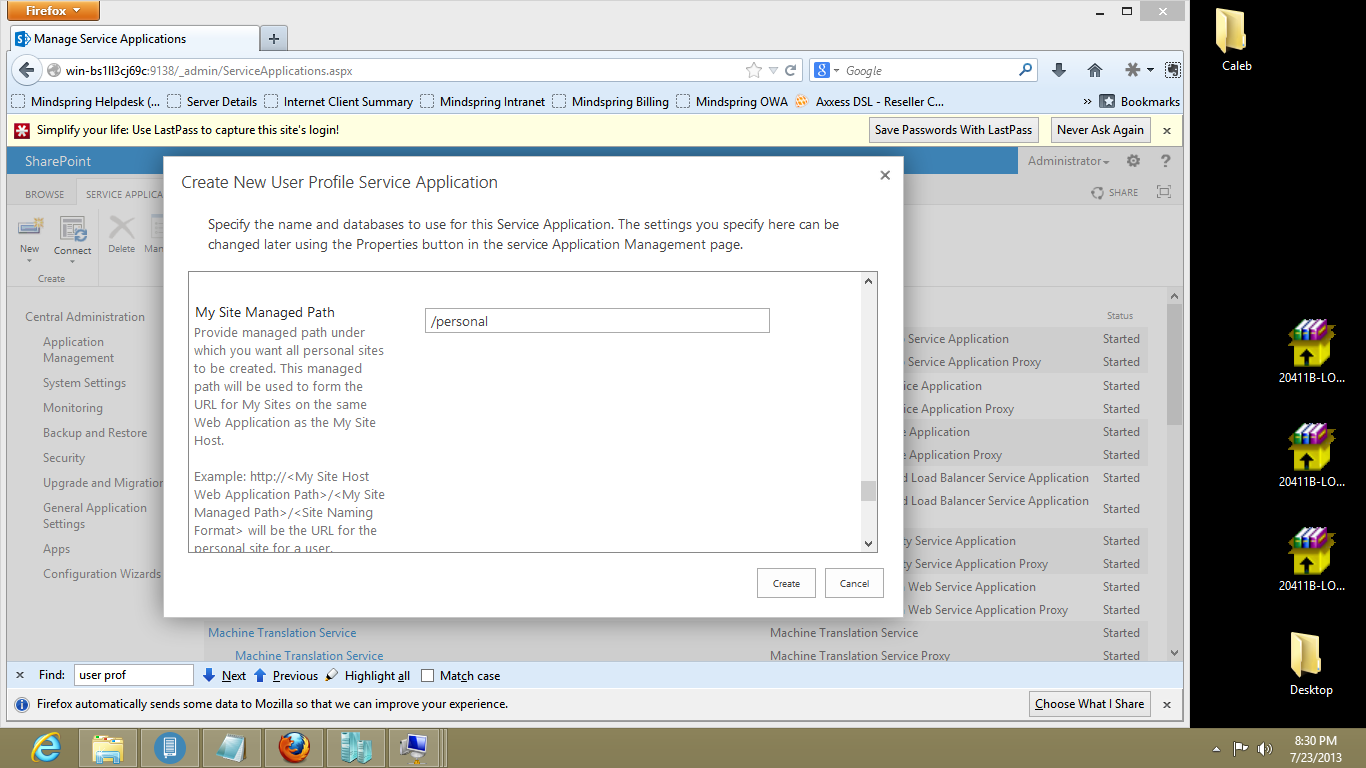 Firefox
Manage Service Applications
win-bs1ll3cj69c:9138/_admin/ServiceApplications.aspx
Google
Mindspring Helpdesk (... Server Details Internet Client Summary Mindspring Intranet Mindspring Billing Mindspring OWA Axxess DSL - Reseller C... » Bookmarks
Simplify your life: Use LastPass to capture this site's login! Save Passwords With LastPass Never Ask Again
SharePoint Administrator
BROWSE SERVICE APPLICA SHARE
New Connect Delete
Create
Create New User Profile Service Application
Specify the name and databases to use for this Service Application. The settings you specify here can be
changed later using the Properties button in the service Application Management page.
My Site Managed Path
Provide managed path under
which you want all personal sites
to be created. This managed
path will be used to form the
URL for My Sites on the same
Web Application as the My Site
Host.
Example: http://<My Site Host
Web Application Path>/<My Site
Managed Path>/<Site Naming
Format> will be the URL for the
personal site for a user.
/personal
Create Cancel
Central Administration
Application
Management
System Settings
Monitoring
Backup and Restore
Security
Upgrade and Migration
General Application
Settings
Apps
Configuration Wizards
Status
Service Application Started
Service Application Proxy Started
ice Application Started
ice Application Proxy Started
e Application Started
e Application Proxy Started
d Load Balancer Service Application Started
d Load Balancer Service Application Started
ty Service Application Started
ty Service Application Proxy Started
Web Service Application Started
Web Service Application Proxy Started
Machine Translation Service Machine Translation Service Started
Machine Translation Service Machine Translation Service Proxy Started
Find: user prof Next Previous Highlight all Match case
Firefox automatically sends some data to Mozilla so that we can improve your experience. Choose What I Share
Caleb
20411B-LO...
20411B-LO...
20411B-LO...
Desktop
8:30 PM
7/23/2013